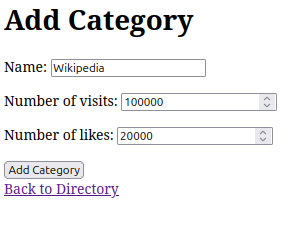 Add Category
Name: Wikipedia
Number of visits: 100000
Number of likes: 20000
Add Category
Back to Directory